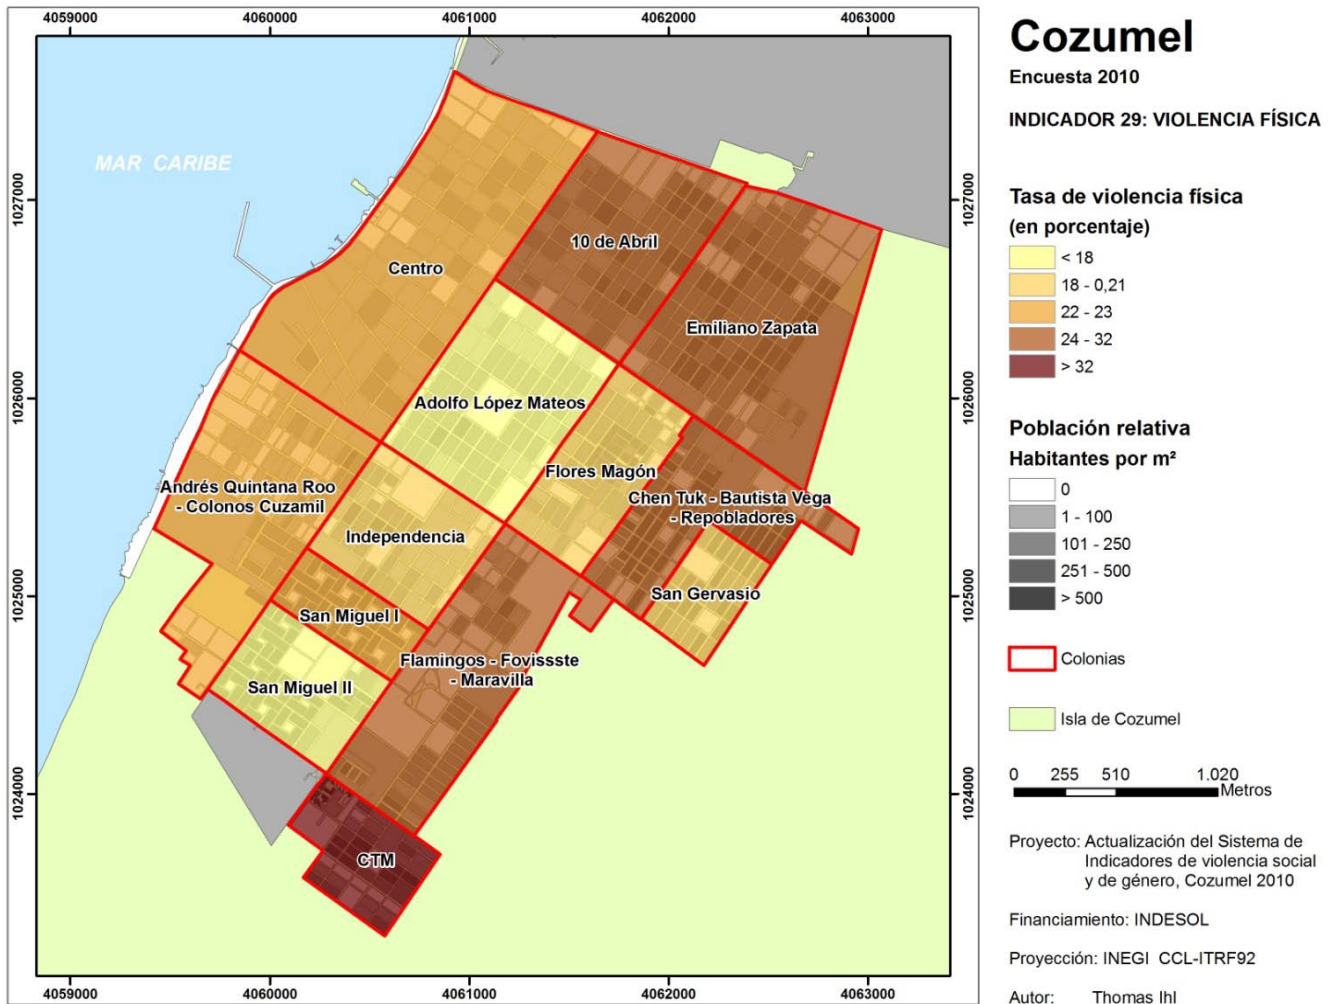 4059000 4060000 4061000 4062000 4063000
1027000
1026000
1025000
1024000
MAR CARIBE
10 de Abril
Centro
Emiliano Zapata
Adolfo López Mateos
Flores Magón
Andrés Quintana Roo
- Colonos Cuzamil
Chen Tuk - Bautista Vega
- Repobladores
Independencia
San Gervasio
San Miguel I
Flamingos - Fovissste
- Maravilla
San Miguel II
CTM
1027000
1026000
1025000
1024000
4059000 4060000 4061000 4062000 4063000
Cozumel
Encuesta 2010
INDICADOR 29: VIOLENCIA FÍSICA
Tasa de violencia física
(en porcentaje)
< 18
18 - 0,21
22 - 23
24 - 32
> 32
Población relativa
Habitantes por m²
0
1 - 100
101 - 250
251 - 500
> 500
Colonias
Isla de Cozumel
0 255 510 1.020
Metros
Proyecto: Actualización del Sistema de
Indicadores de violencia social
y de género, Cozumel 2010
Financiamiento: INDESOL
Proyección: INEGI CCL-ITRF92
Autor: Thomas Ihl